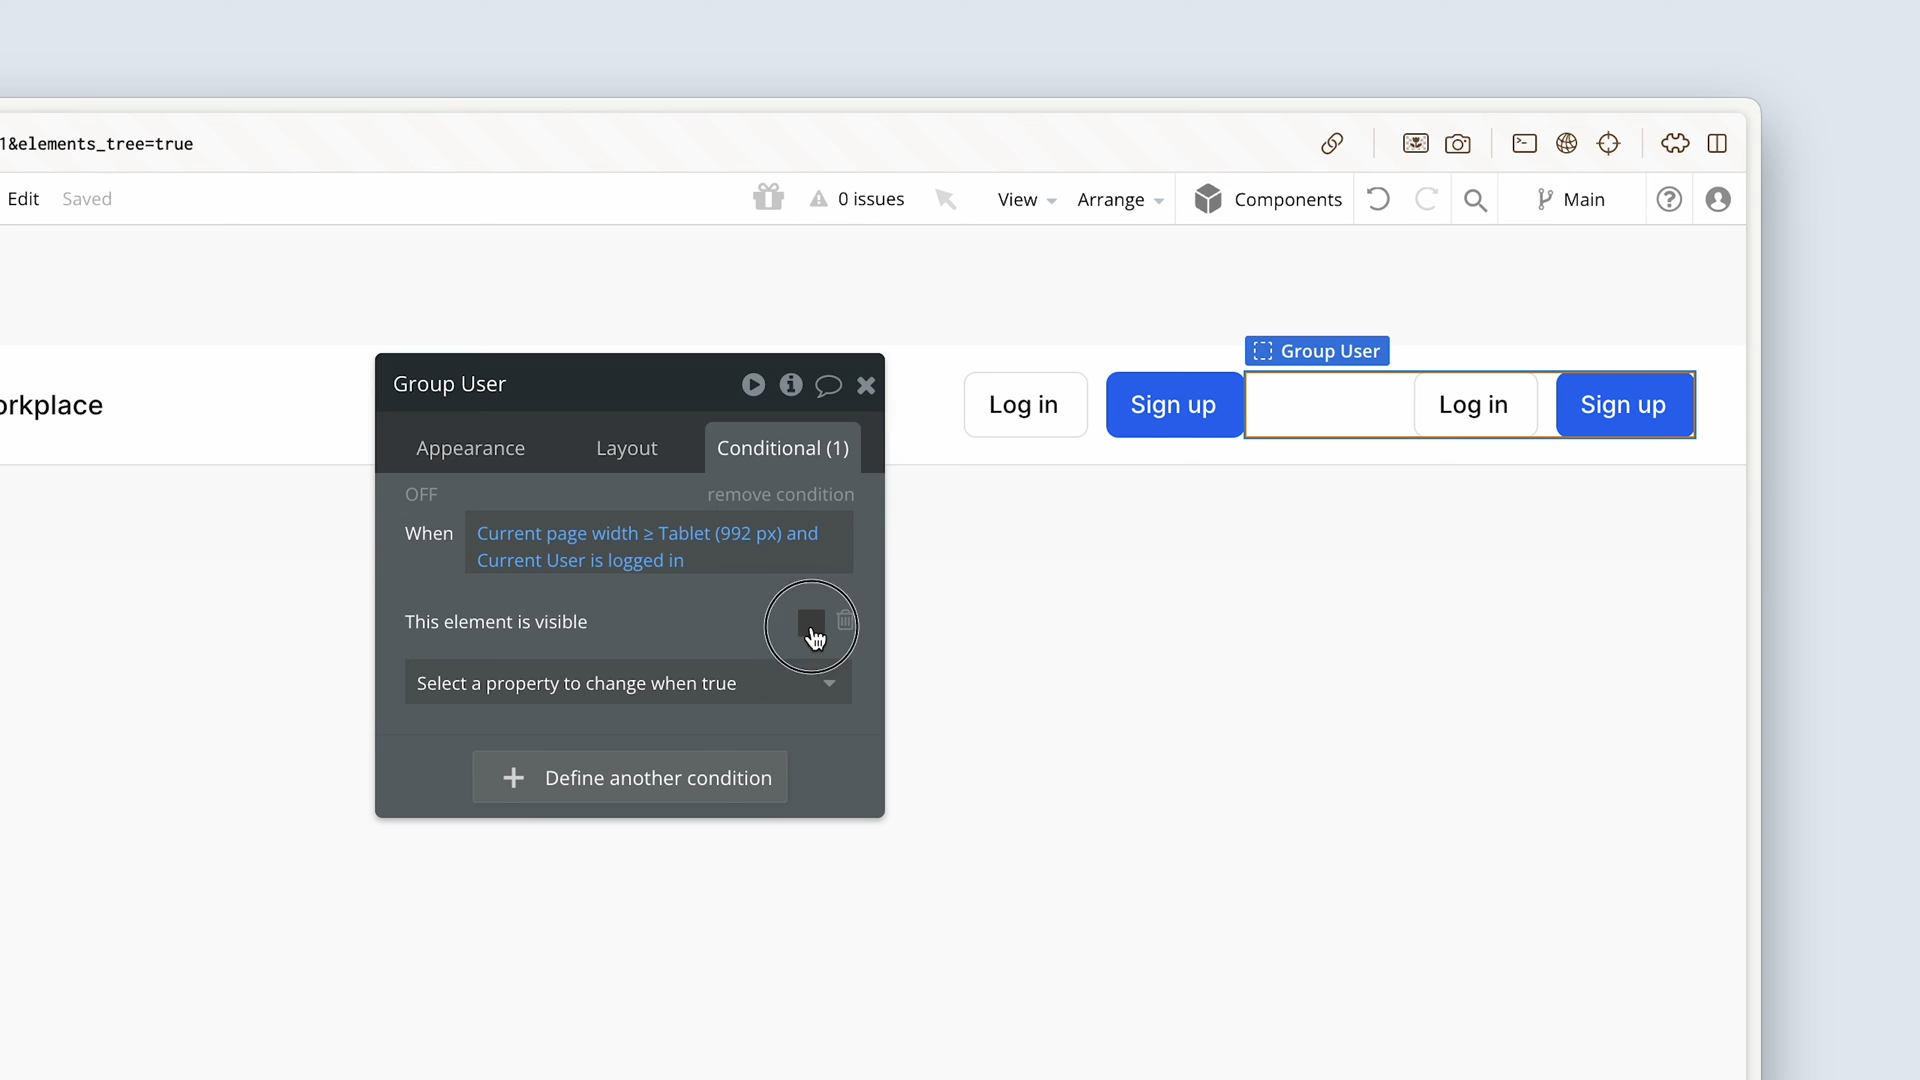 1&elements_tree=true
Edit Saved 0 issues View Arrange Components Main
Group User
orkplace
Log in Sign up Log in Sign up
Group User
Appearance Layout Conditional (1)
OFF remove condition
When Current page width ≥ Tablet (992 px) and
Current User is logged in
This element is visible
Select a property to change when true
Define another condition